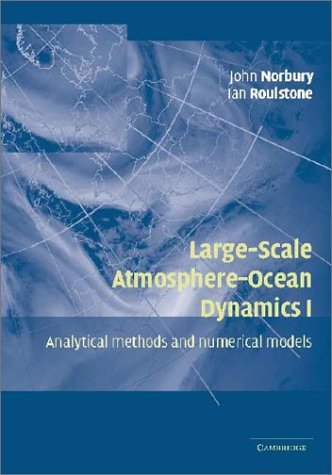 John Norbury
Ian Roulstone
Large-Scale
Atmosphere-Ocean
Dynamics I
Analytical methods and numerical models
CAMBRIDGE